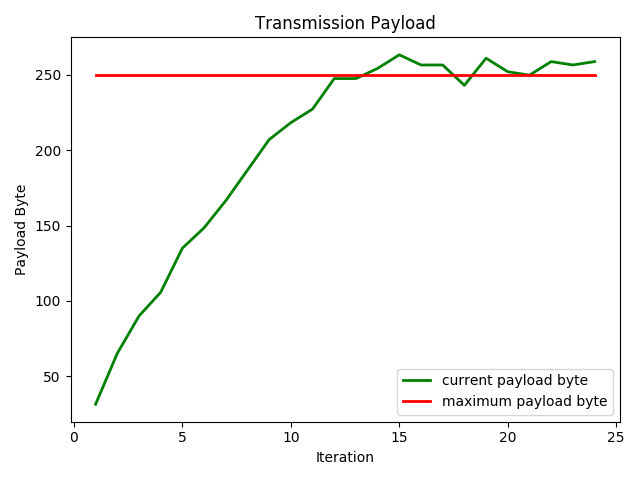 Transmission Payload
Payload Byte
250
200
150
100
50
0
5
10
15
20
25
Iteration
current payload byte
maximum payload byte